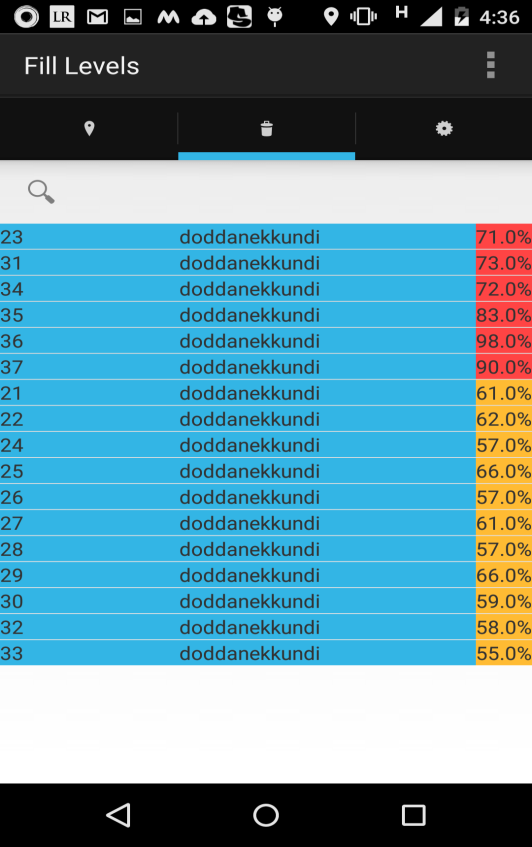 LR H 4:36
Fill Levels
23 doddanekkundi 71.0%
31 doddanekkundi 73.0%
34 doddanekkundi 72.0%
35 doddanekkundi 83.0%
36 doddanekkundi 98.0%
37 doddanekkundi 90.0%
21 doddanekkundi 61.0%
22 doddanekkundi 62.0%
24 doddanekkundi 57.0%
25 doddanekkundi 66.0%
26 doddanekkundi 57.0%
27 doddanekkundi 61.0%
28 doddanekkundi 57.0%
29 doddanekkundi 66.0%
30 doddanekkundi 59.0%
32 doddanekkundi 58.0%
33 doddanekkundi 55.0%